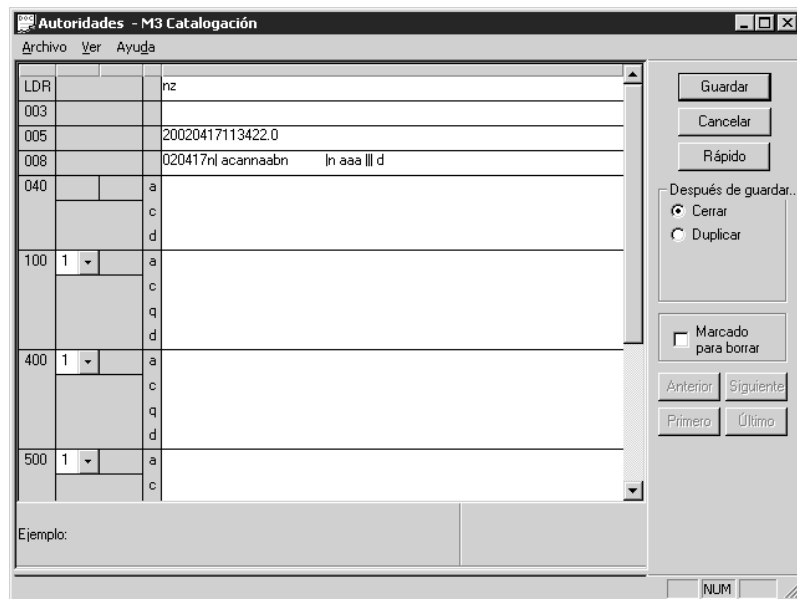 Autoridades - M3 Catalogación
Archivo Ver Ayuda
LDR nz
003
005 20020417113422.0
008 020417n| acannaabn |n aaa ||| d
040 a
c
d
100 1 a
c
q
d
400 1 a
c
q
d
500 1 a
c
Ejemplo:
Guardar
Cancelar
Rápido
Después de guardar..
Cerrar
Duplicar
Marcado
para borrar
Anterior Siguiente
Primero Último
NUM